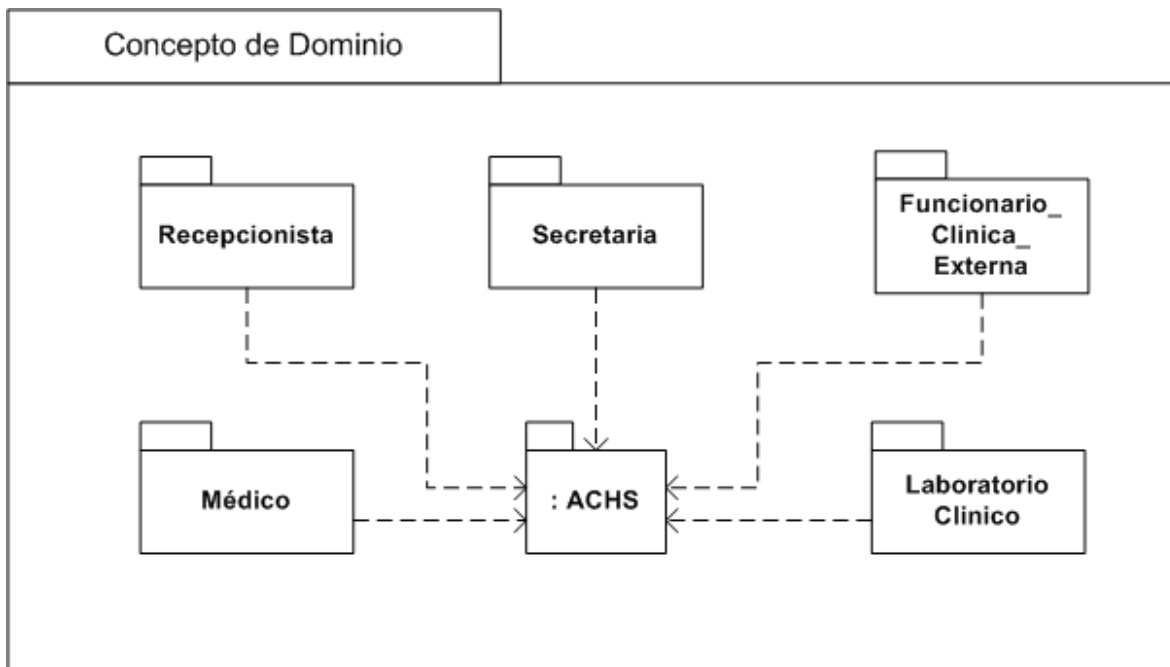 Concepto de Dominio
Recepcionista
Secretaria
Funcionario_
Clinica_
Externa
Médico
: ACHS
Laboratorio
Clinico